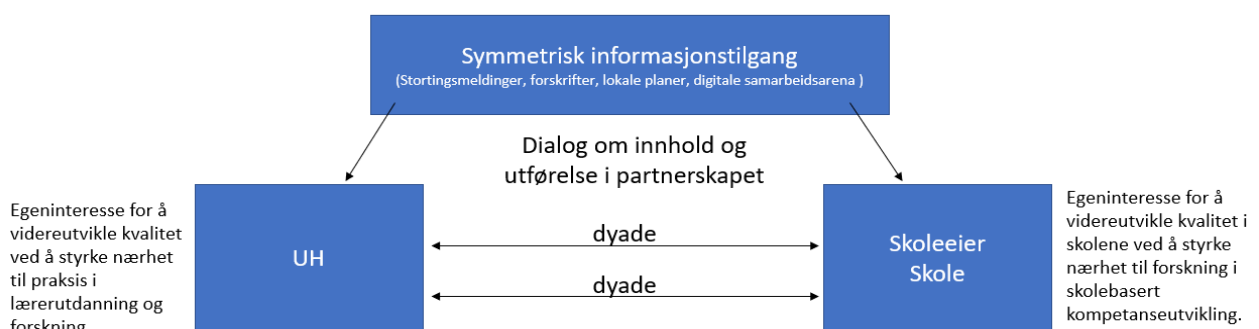 Symmetrisk informasjonstilgang
(Stortingsmeldinger, forskrifter, lokale planer, digitale samarbeidsarena )
Dialog om innhold og
utførelse i partnerskapet
Egeninteresse for å
videreutvikle kvalitet
ved å styrke nærhet
til praksis i
lærerutdanning og
forskning
UH
dyade
dyade
Skoleeier
Skole
Egeninteresse for å
videreutvikle kvalitet i
skolene ved å styrke
nærhet til forskning i
skolebasert
kompetanseutvikling.